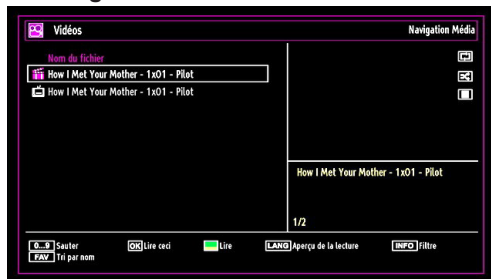 Vidéos Navigation Média
Nom du fichier
How I Met Your Mother - 1x01 - Pilot
How I Met Your Mother - 1x01 - Pilot
How I Met Your Mother - 1x01 - Pilot
1/2
0...9 Sauter OK Lire ceci Lire LANG Aperçu de la lecture INFO Filtre
FAV Tri par nom